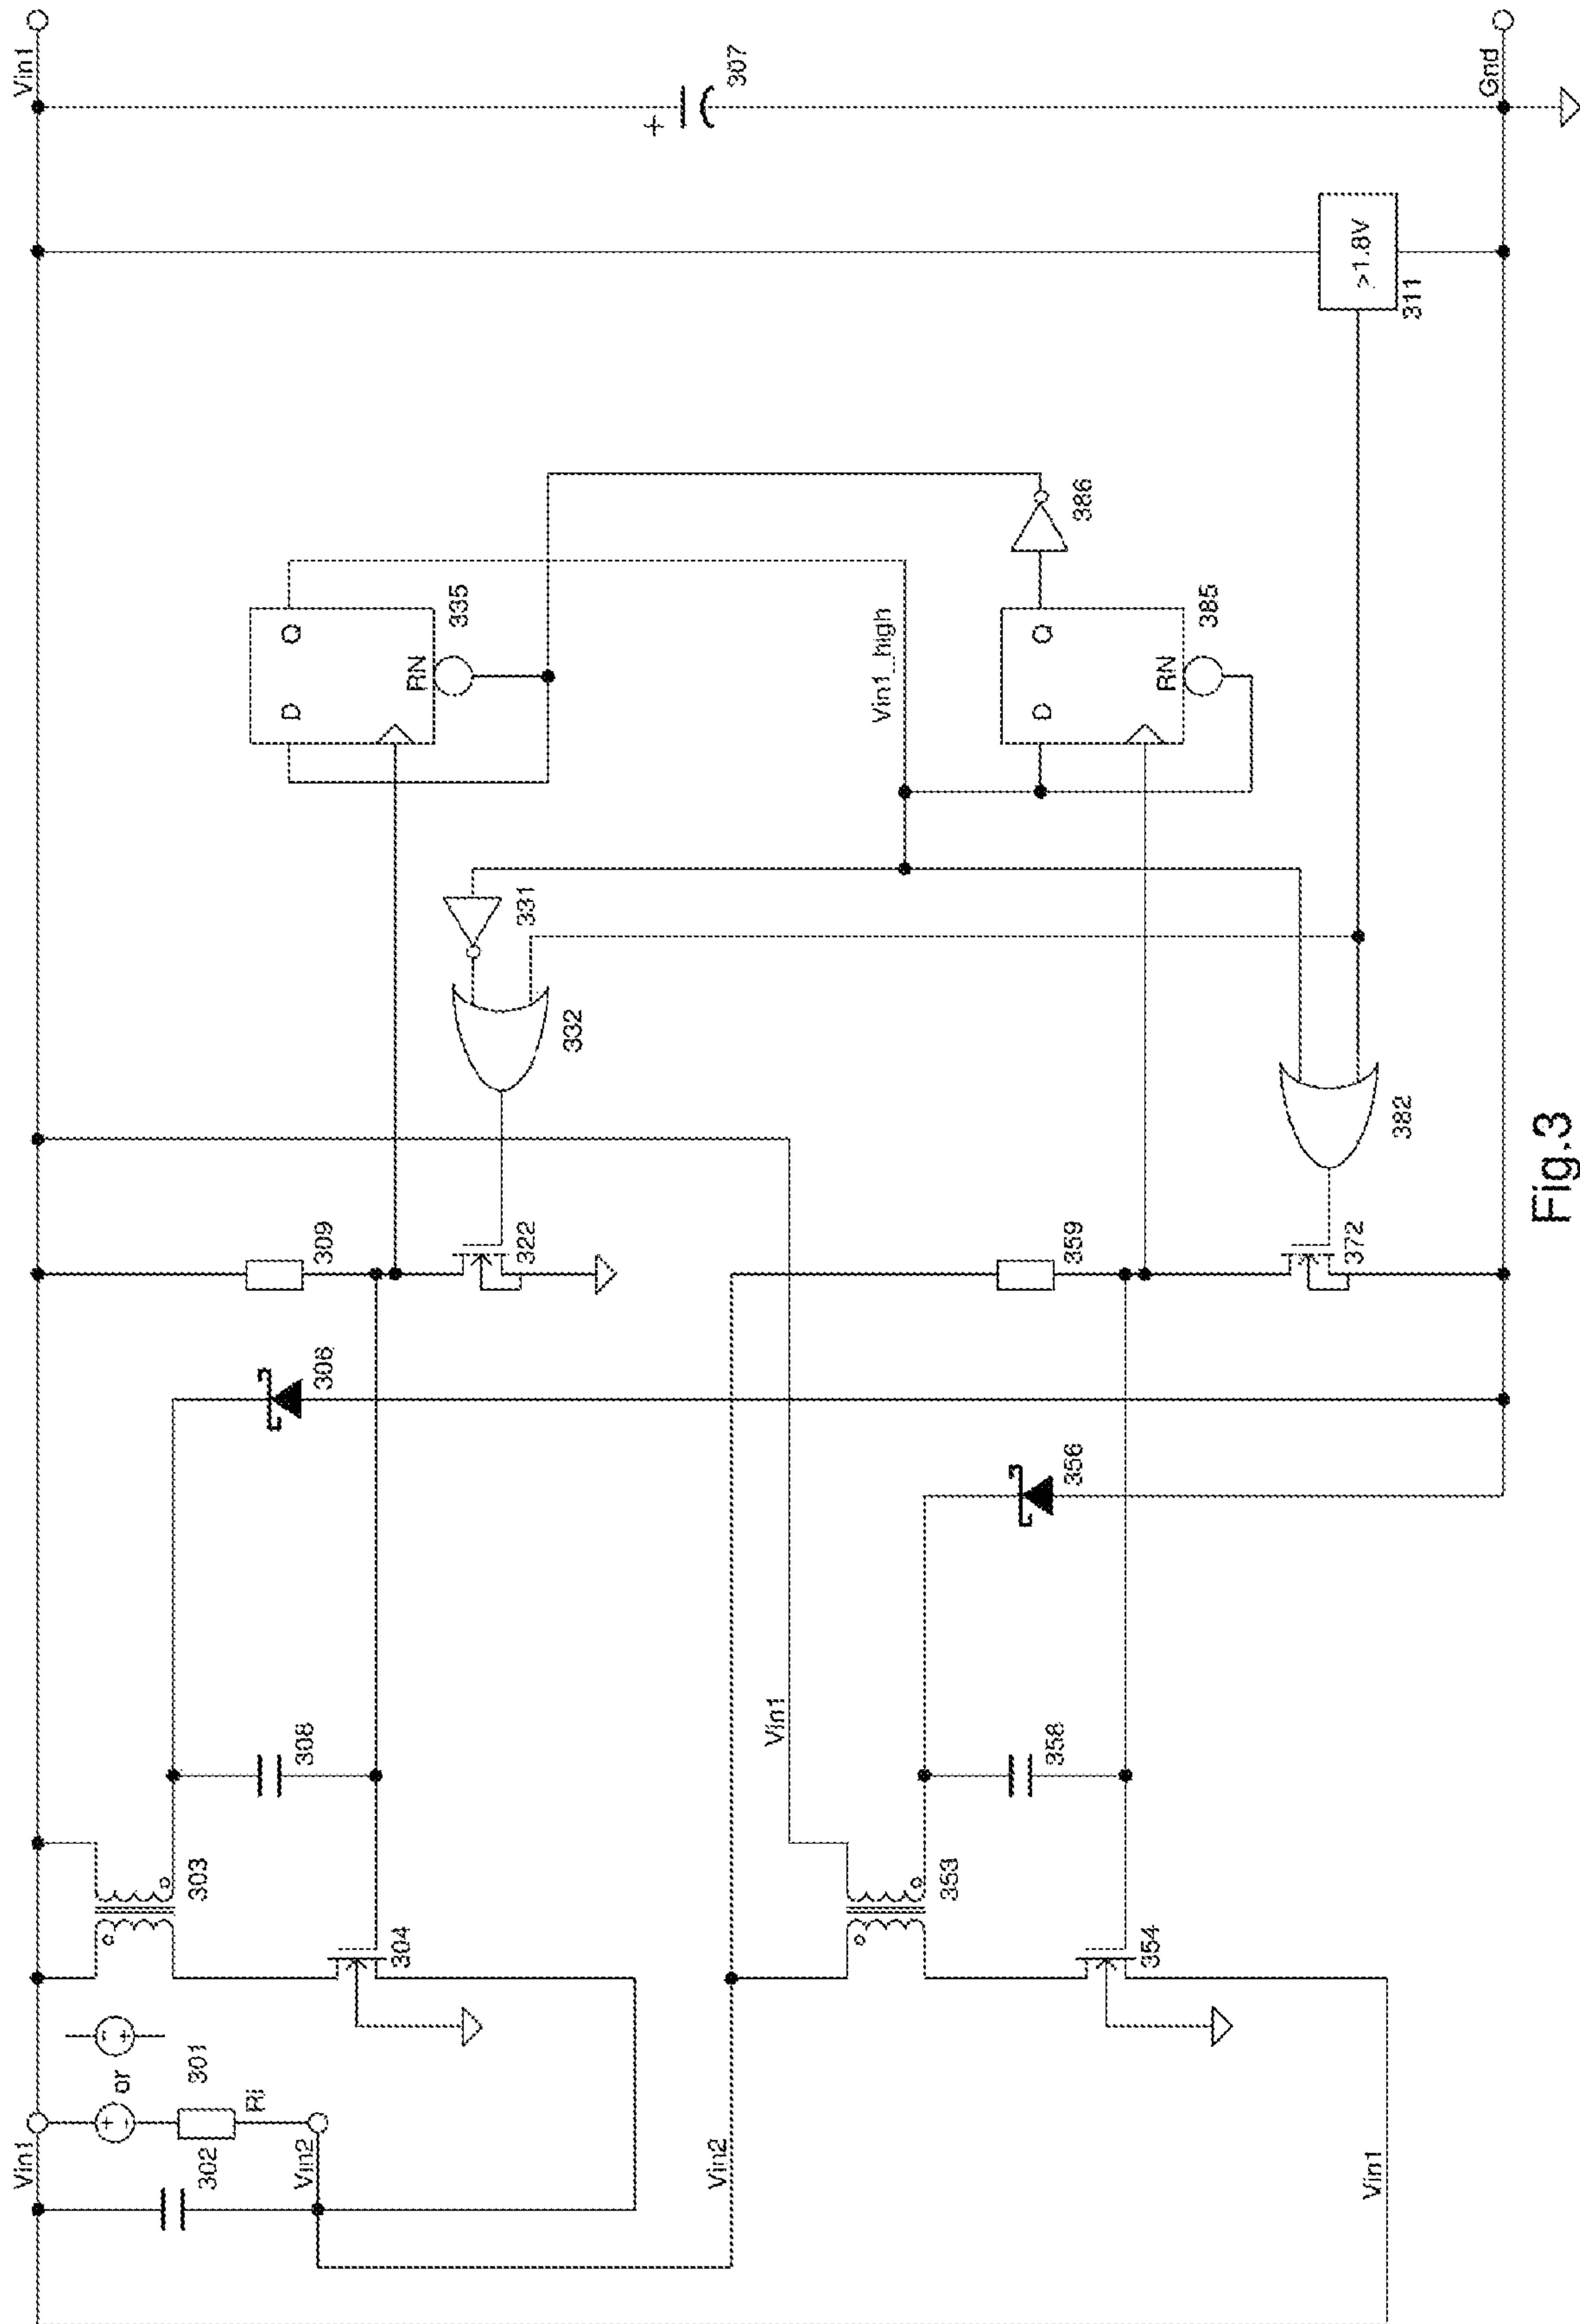 Vin1
302
Vin2
301
Ri
or
+
-
-
+
303
304
308
306
309
322
332
331
335
D
Q
RN
Vin1_high
386
385
D
Q
RN
Vin1
+
307
>1.8V
311
Gnd
Vin2
Vin1
353
354
358
356
359
372
382
Vin1
Fig.3